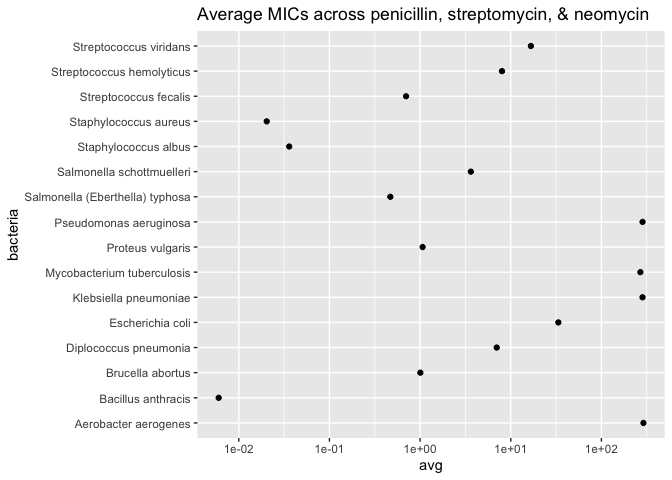 Average MICs across penicillin, streptomycin, & neomycin
Streptococcus viridans
Streptococcus hemolyticus
Streptococcus fecalis
Staphylococcus aureus
Staphylococcus albus
Salmonella schottmuelleri
Salmonella (Eberthella) typhosa
Pseudomonas aeruginosa
Proteus vulgaris
Mycobacterium tuberculosis
Klebsiella pneumoniae
Escherichia coli
Diplococcus pneumonia
Brucella abortus
Bacillus anthracis
Aerobacter aerogenes
bacteria
1e-02 1e-01 1e+00 1e+01 1e+02
avg